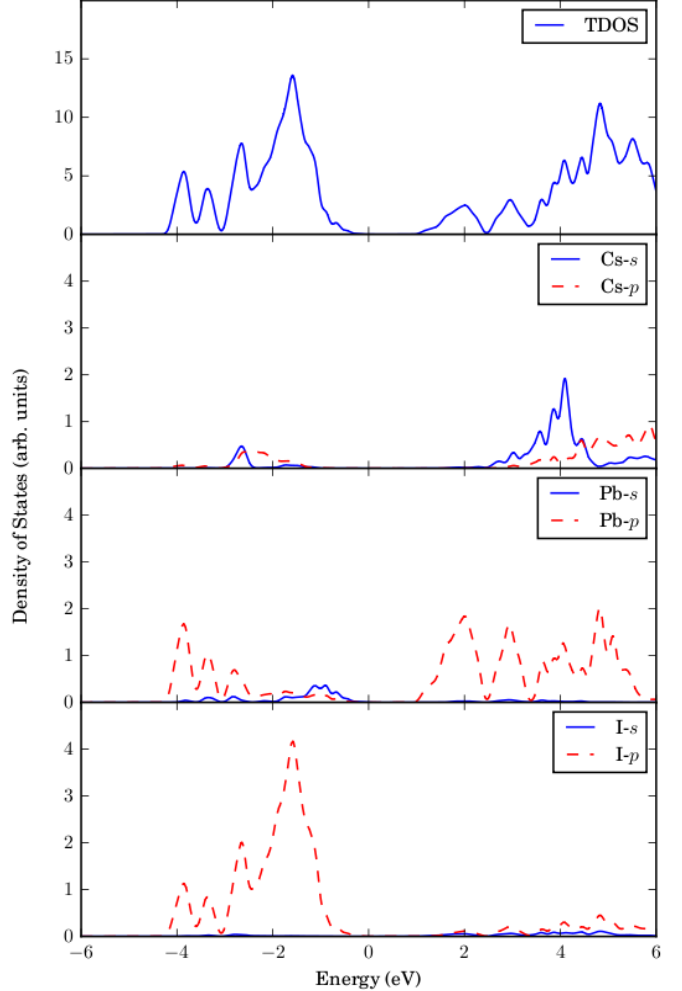 TDOS
15
10
5
0
Cs-s
Cs-p
4
3
2
1
0
Density of States (arb. units)
Pb-s
Pb-p
4
3
2
1
0
I-s
I-p
4
3
2
1
0
−6 −4 −2 0 2 4 6
Energy (eV)